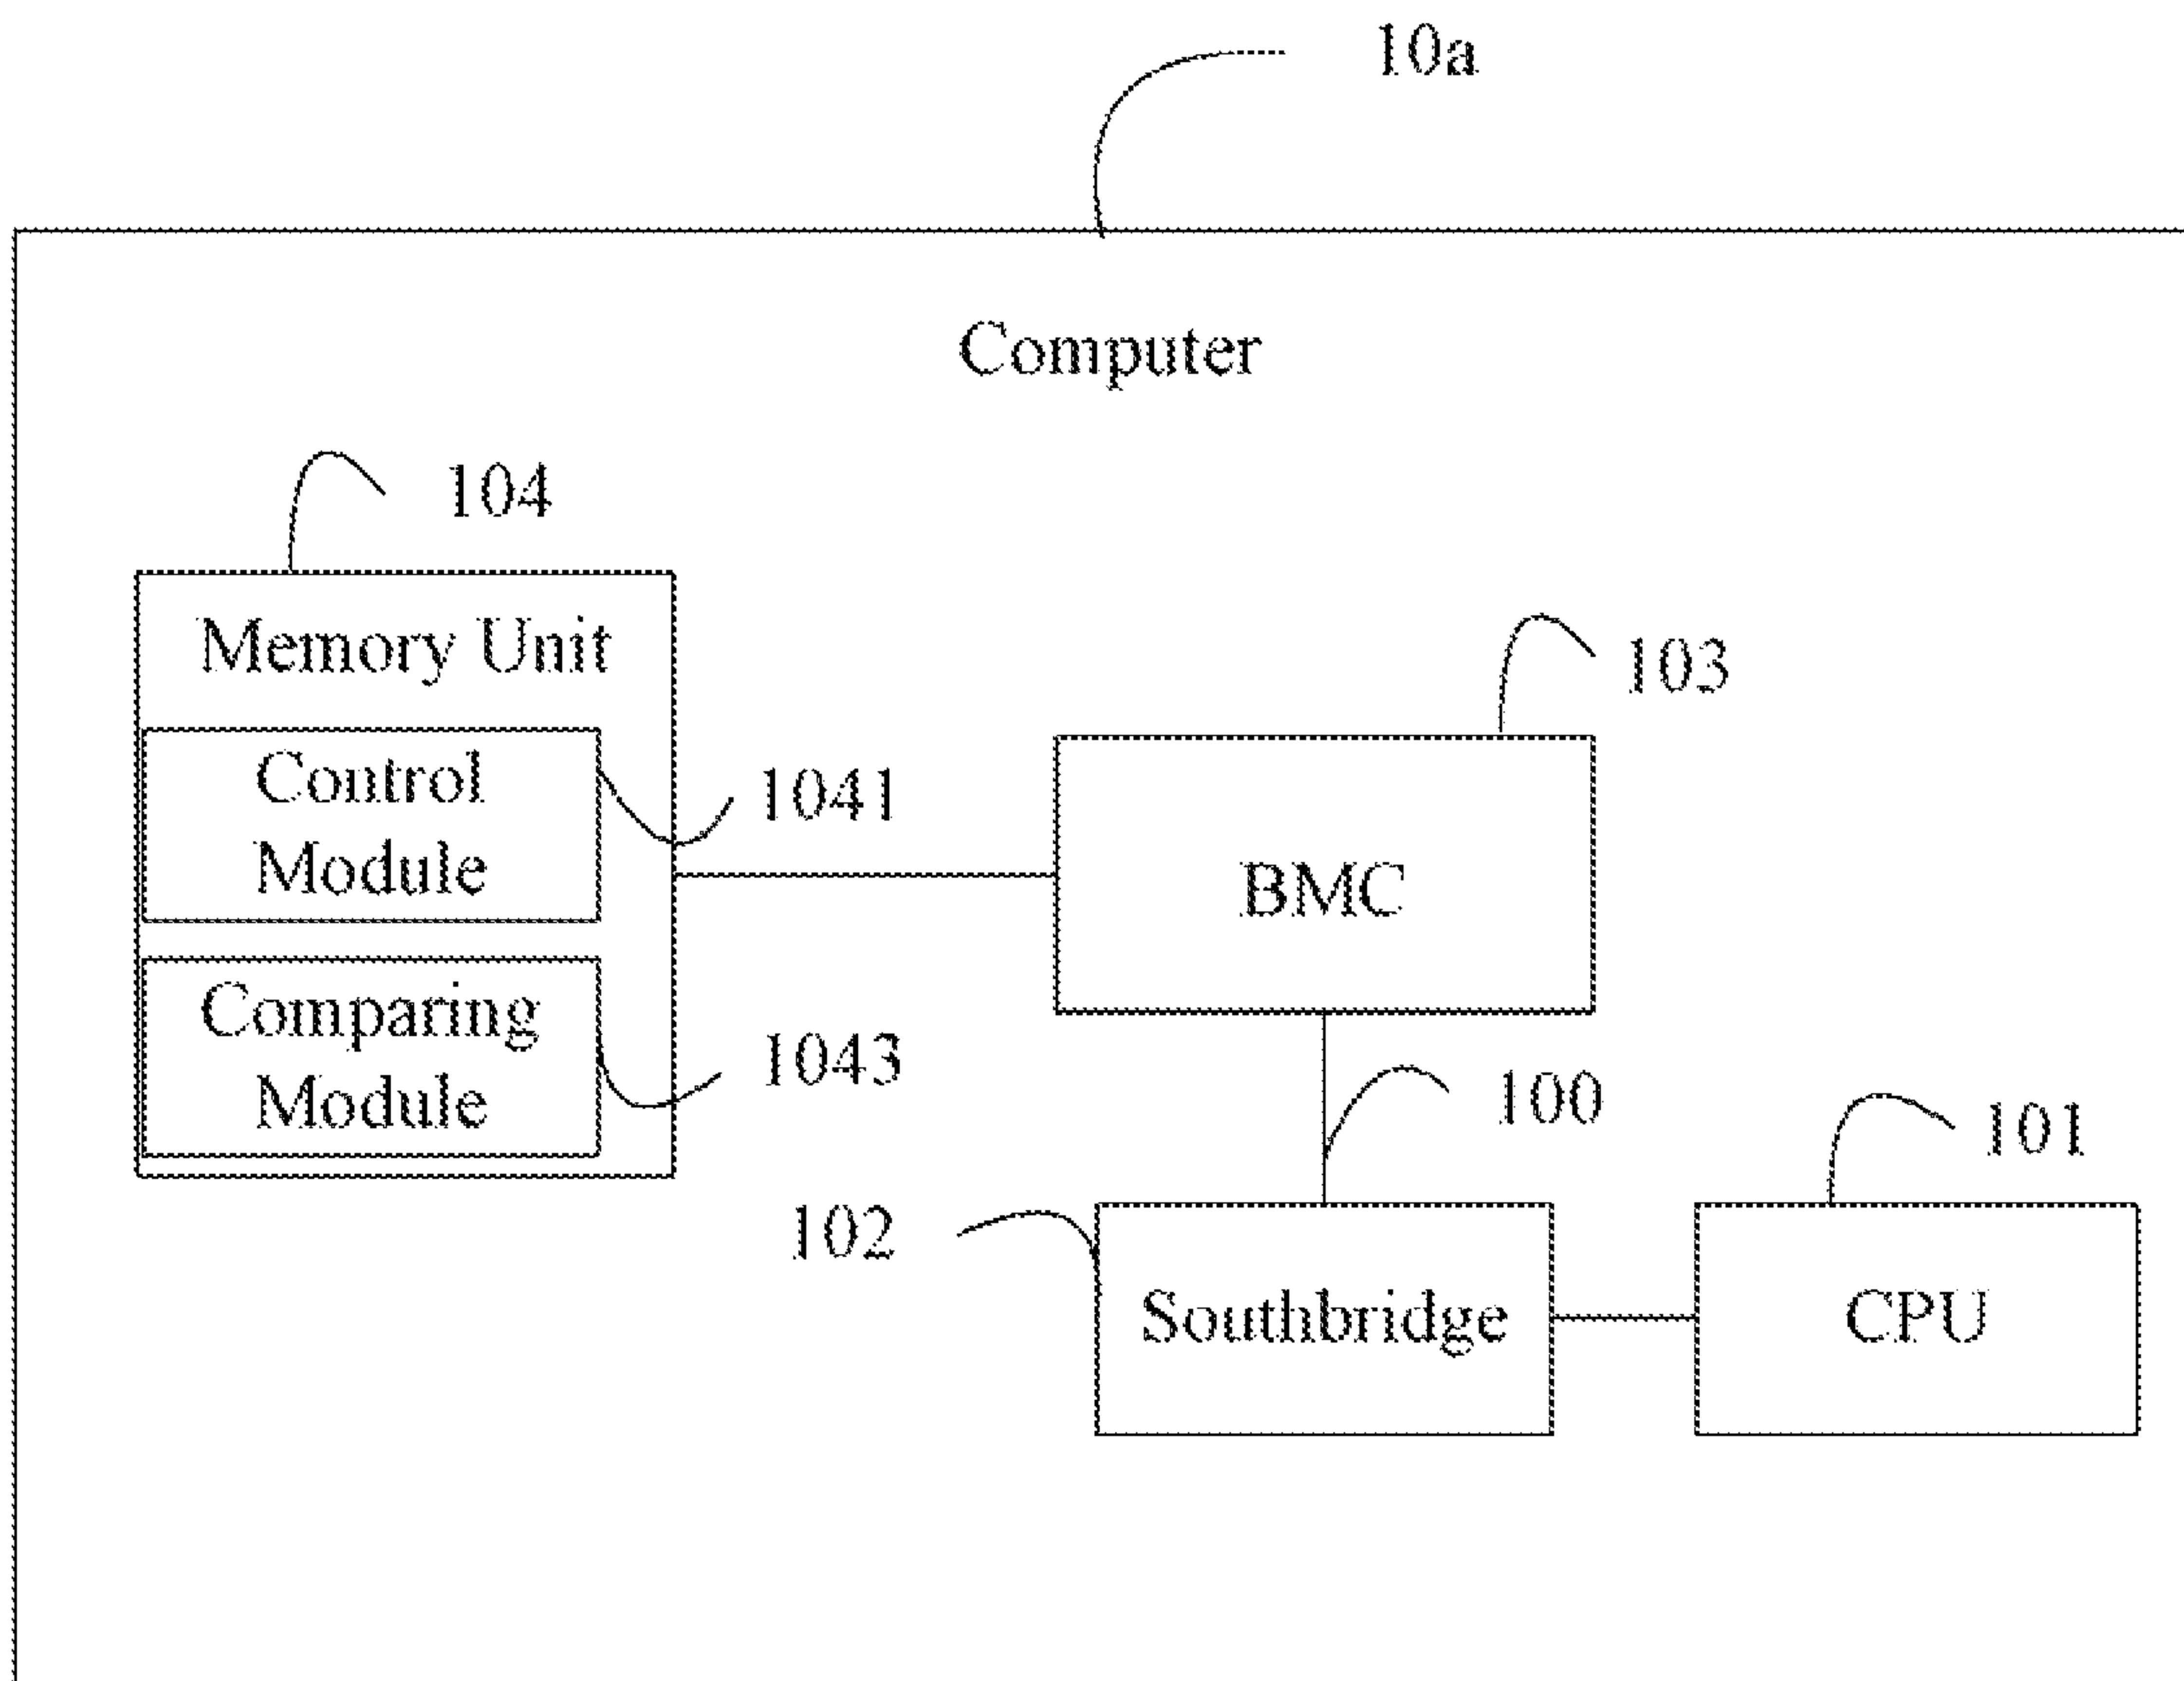 10a
Computer
104
Memory Unit
103
Control
Module
1041
BMC
Comparing
Module
1043
100
101
102
Southbridge
CPU